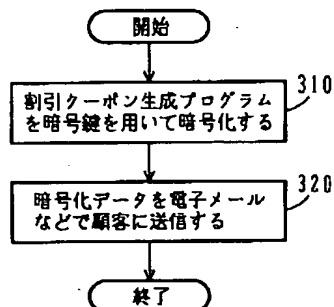 開始
310
割引クーポン生成プログラム
を暗号鍵を用いて暗号化する
320
暗号化データを電子メール
などで顧客に送信する
終了